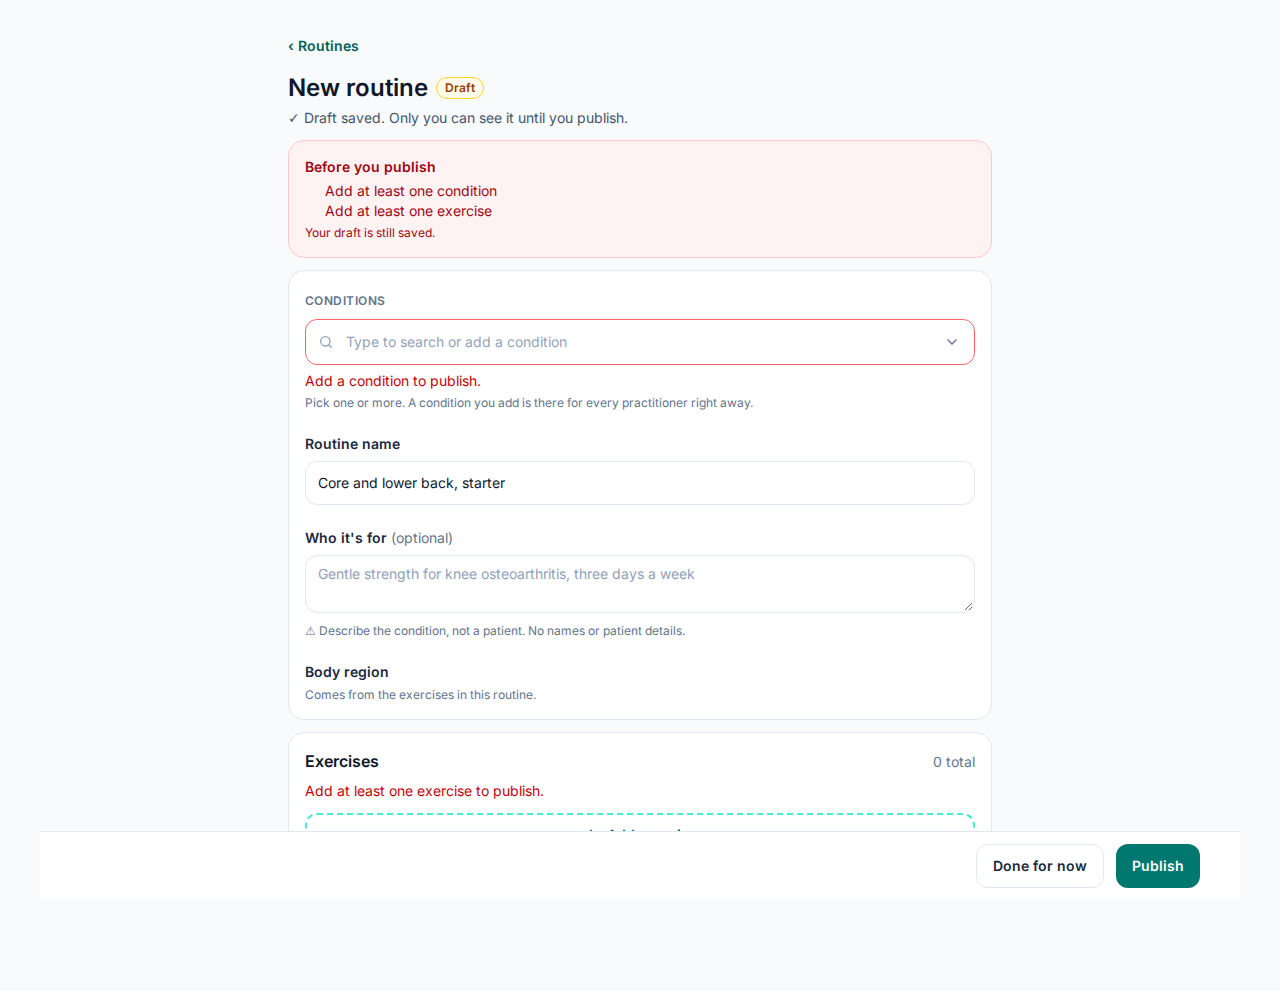 ‹ Routines
New routine Draft
✓ Draft saved. Only you can see it until you publish.
Before you publish
Add at least one condition
Add at least one exercise
Your draft is still saved.
CONDITIONS
Type to search or add a condition
Add a condition to publish.
Pick one or more. A condition you add is there for every practitioner right away.
Routine name
Core and lower back, starter
Who it's for (optional)
Gentle strength for knee osteoarthritis, three days a week
⚠ Describe the condition, not a patient. No names or patient details.
Body region
Comes from the exercises in this routine.
Exercises 0 total
Add at least one exercise to publish.
Done for now Publish